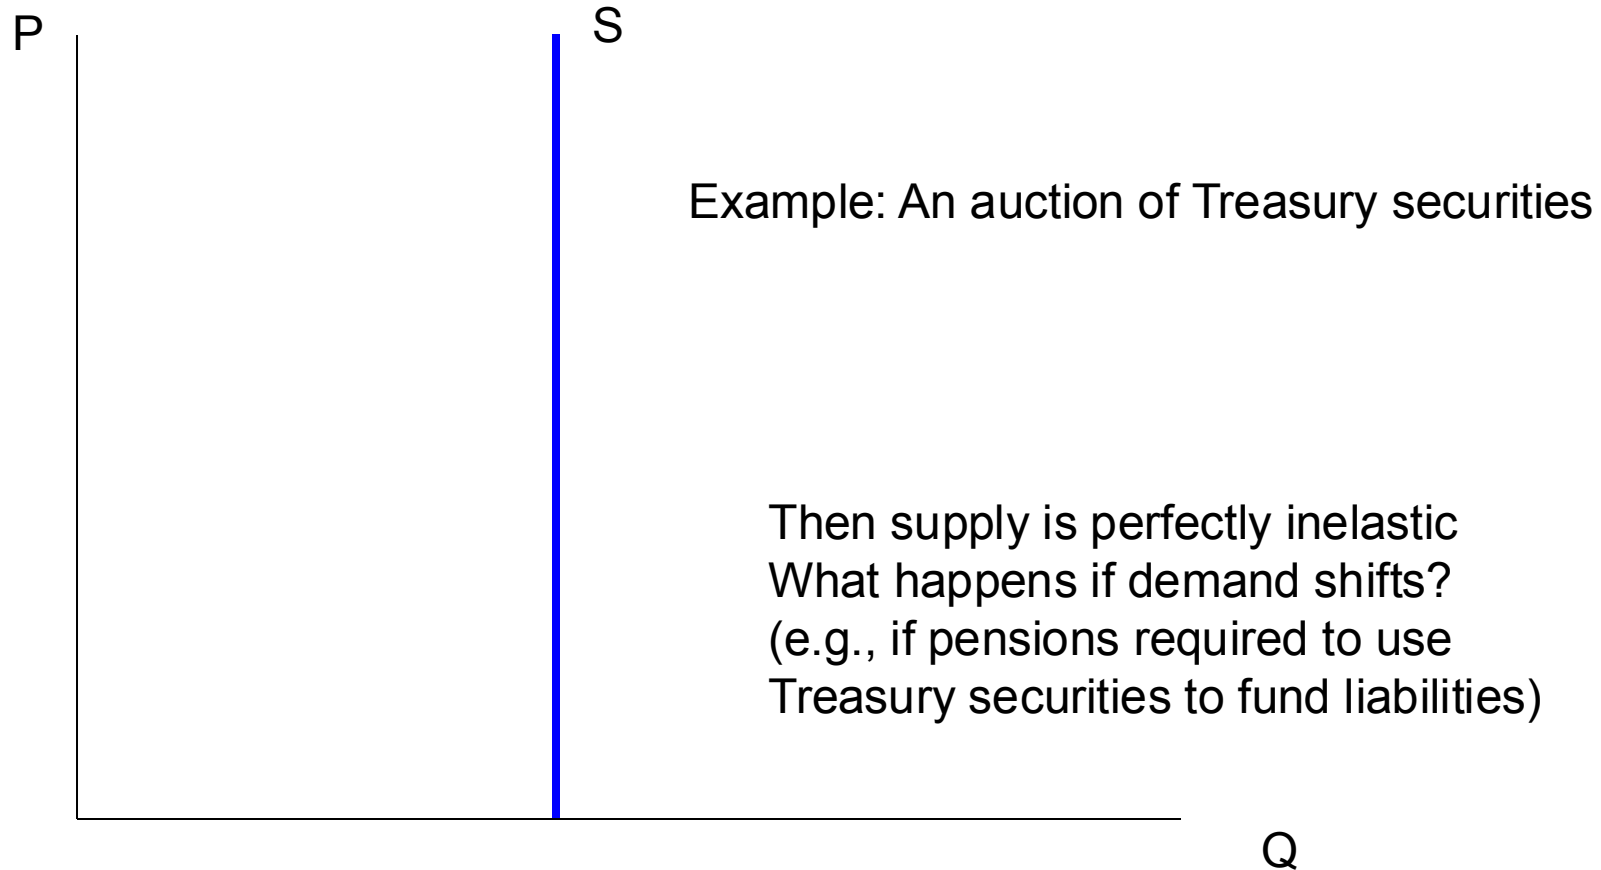 P
S
Example: An auction of Treasury securities
Then supply is perfectly inelastic
What happens if demand shifts?
(e.g., if pensions required to use
Treasury securities to fund liabilities)
Q